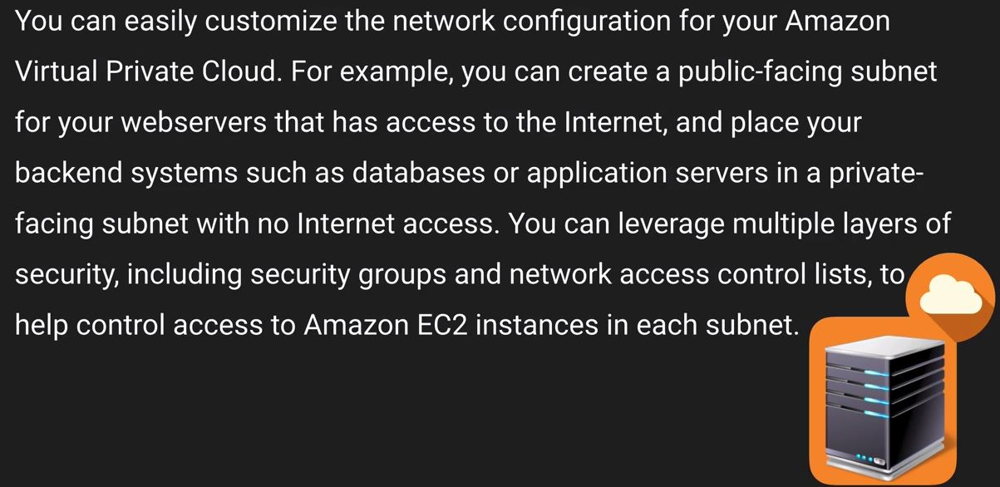 You can easily customize the network configuration for your Amazon
Virtual Private Cloud. For example, you can create a public-facing subnet
for your webservers that has access to the Internet, and place your
backend systems such as databases or application servers in a private-
facing subnet with no Internet access. You can leverage multiple layers of
security, including security groups and network access control lists, to
help control access to Amazon EC2 instances in each subnet.